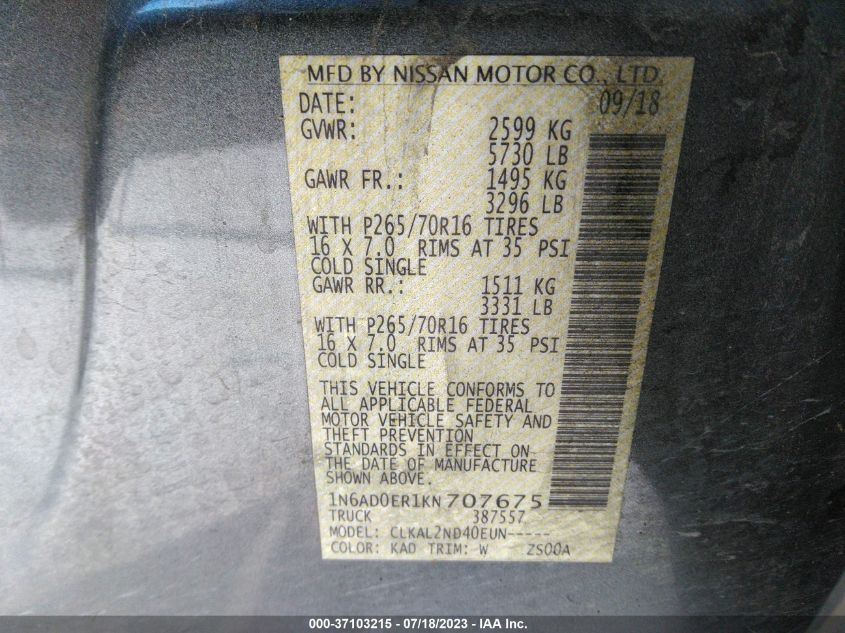 MFD BY NISSAN MOTOR CO., LTD.
DATE: 09/18
GVWR: 2599 KG
5730 LB
GAWR FR.: 1495 KG
3296 LB
WITH P265/70R16 TIRES
16 X 7.0 RIMS AT 35 PSI
COLD SINGLE
GAWR RR.: 1511 KG
3331 LB
WITH P265/70R16 TIRES
16 X 7.0 RIMS AT 35 PSI
COLD SINGLE
THIS VEHICLE CONFORMS TO
ALL APPLICABLE FEDERAL
MOTOR VEHICLE SAFETY AND
THEFT PREVENTION
STANDARDS IN EFFECT ON
THE DATE OF MANUFACTURE
SHOWN ABOVE.
1N6AD0ER1KN707675
TRUCK 387557
MODEL: CLKAL2ND40EUN-----
COLOR: KAD TRIM: W ZS00A
000-37103215 - 07/18/2023 - IAA Inc.